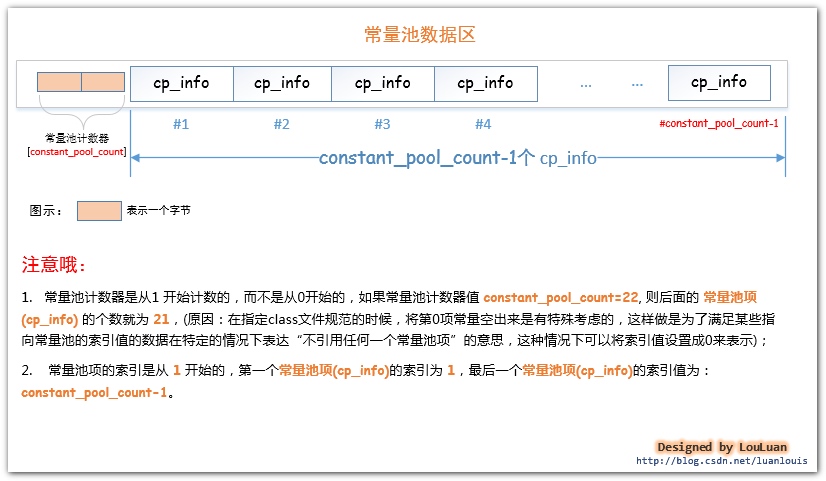 常量池数据区
cp_info cp_info cp_info cp_info ... ... cp_info
#1 #2 #3 #4 #constant_pool_count-1
常量池计数器
[constant_pool_count]
constant_pool_count-1个 cp_info
图示： 表示一个字节
注意哦：
1. 常量池计数器是从1 开始计数的，而不是从0开始的，如果常量池计数器值 constant_pool_count=22, 则后面的 常量池项
(cp_info) 的个数就为 21，(原因：在指定class文件规范的时候，将第0项常量空出来是有特殊考虑的，这样做是为了满足某些指
向常量池的索引值的数据在特定的情况下表达“不引用任何一个常量池项”的意思，这种情况下可以将索引值设置成0来表示)；
2. 常量池项的索引是从 1 开始的，第一个常量池项(cp_info)的索引为 1，最后一个常量池项(cp_info)的索引值为：
constant_pool_count-1。
Designed by LouLuan
http://blog.csdn.net/luanlouis